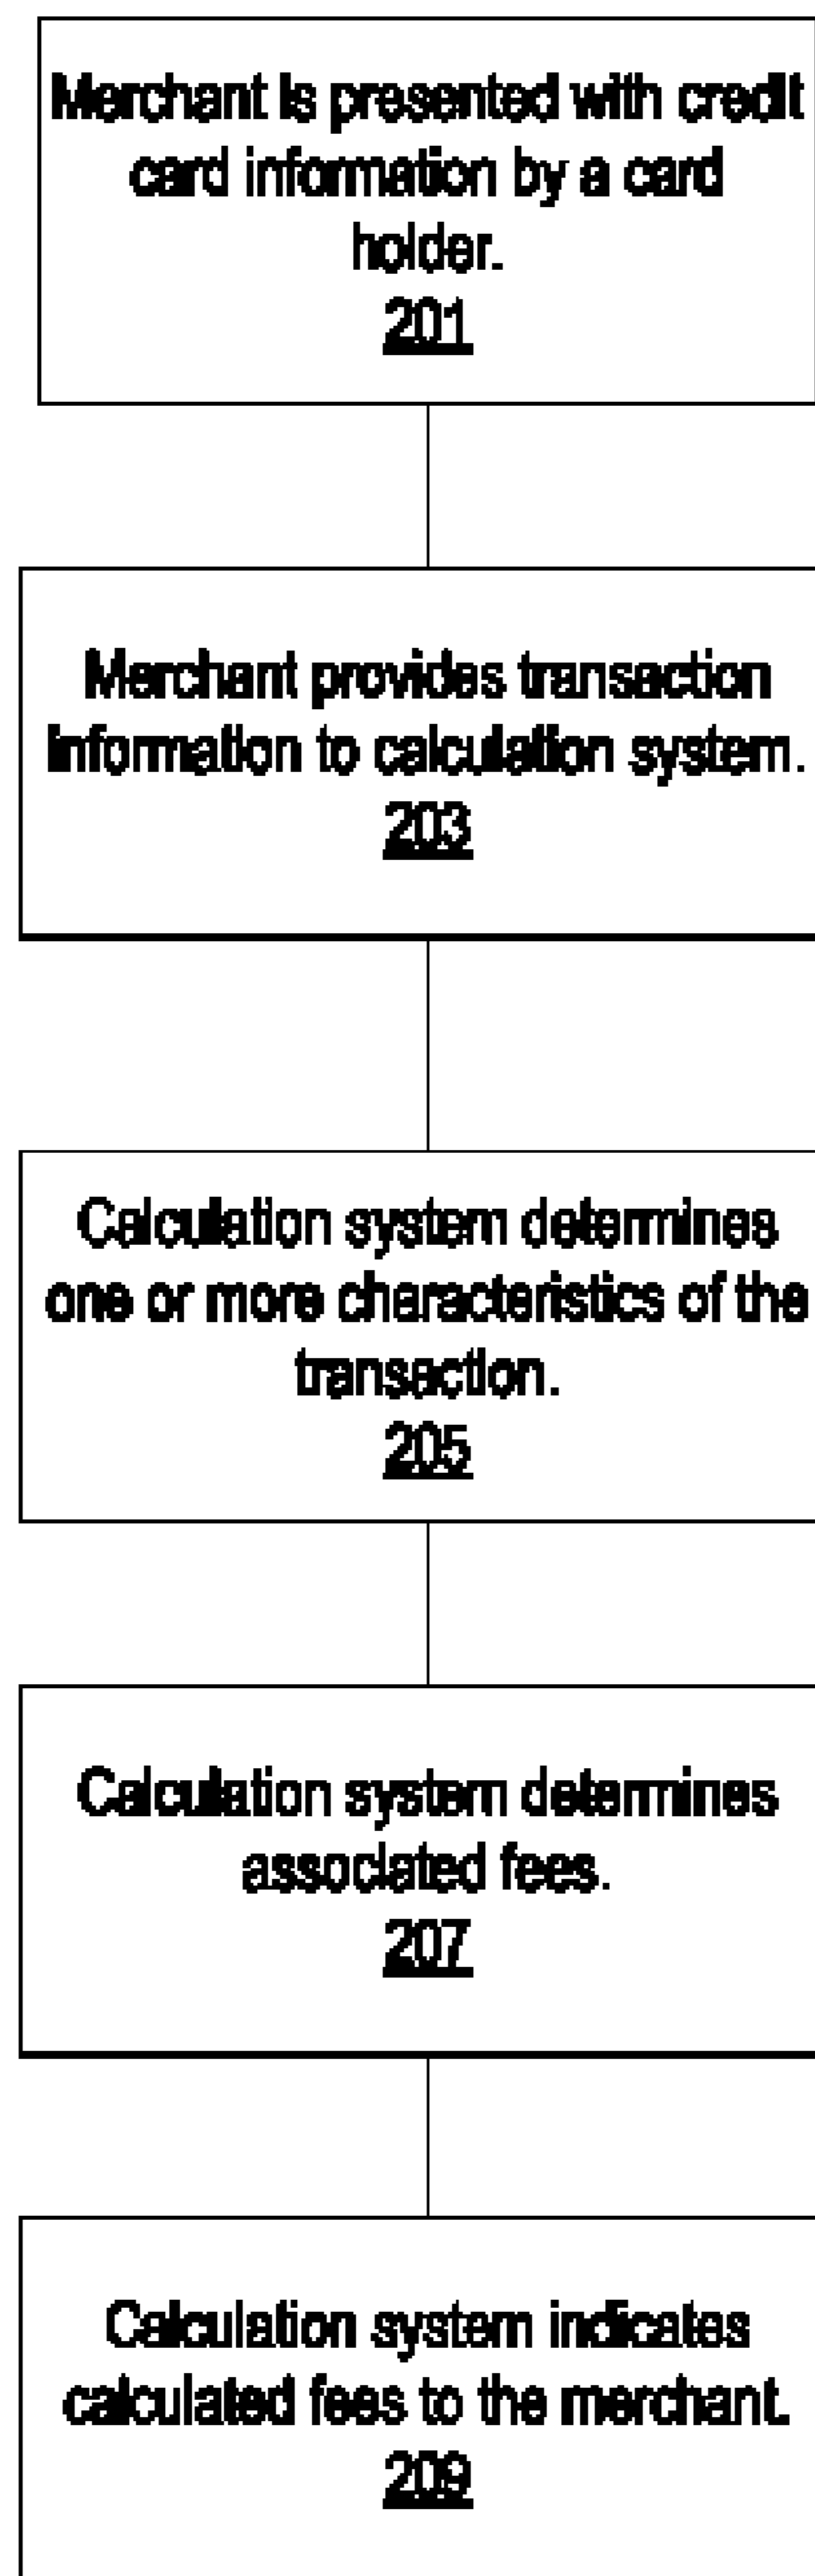 Merchant is presented with credit
card information by a card
holder.
201
Merchant provides transaction
information to calculation system.
203
Calculation system determines
one or more characteristics of the
transaction.
205
Calculation system determines
associated fees.
207
Calculation system indicates
calculated fees to the merchant.
209